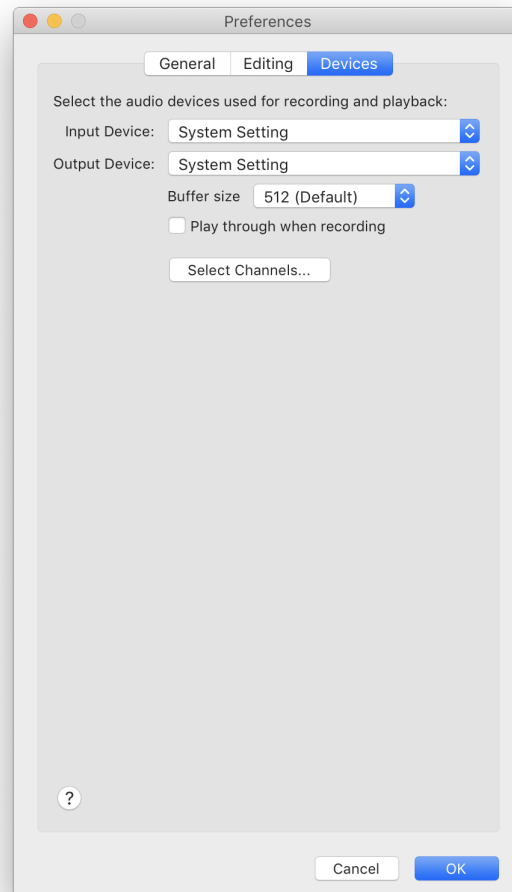 Preferences
General Editing Devices
Select the audio devices used for recording and playback:
Input Device: System Setting
Output Device: System Setting
Buffer size 512 (Default)
Play through when recording
Select Channels...
?
Cancel OK